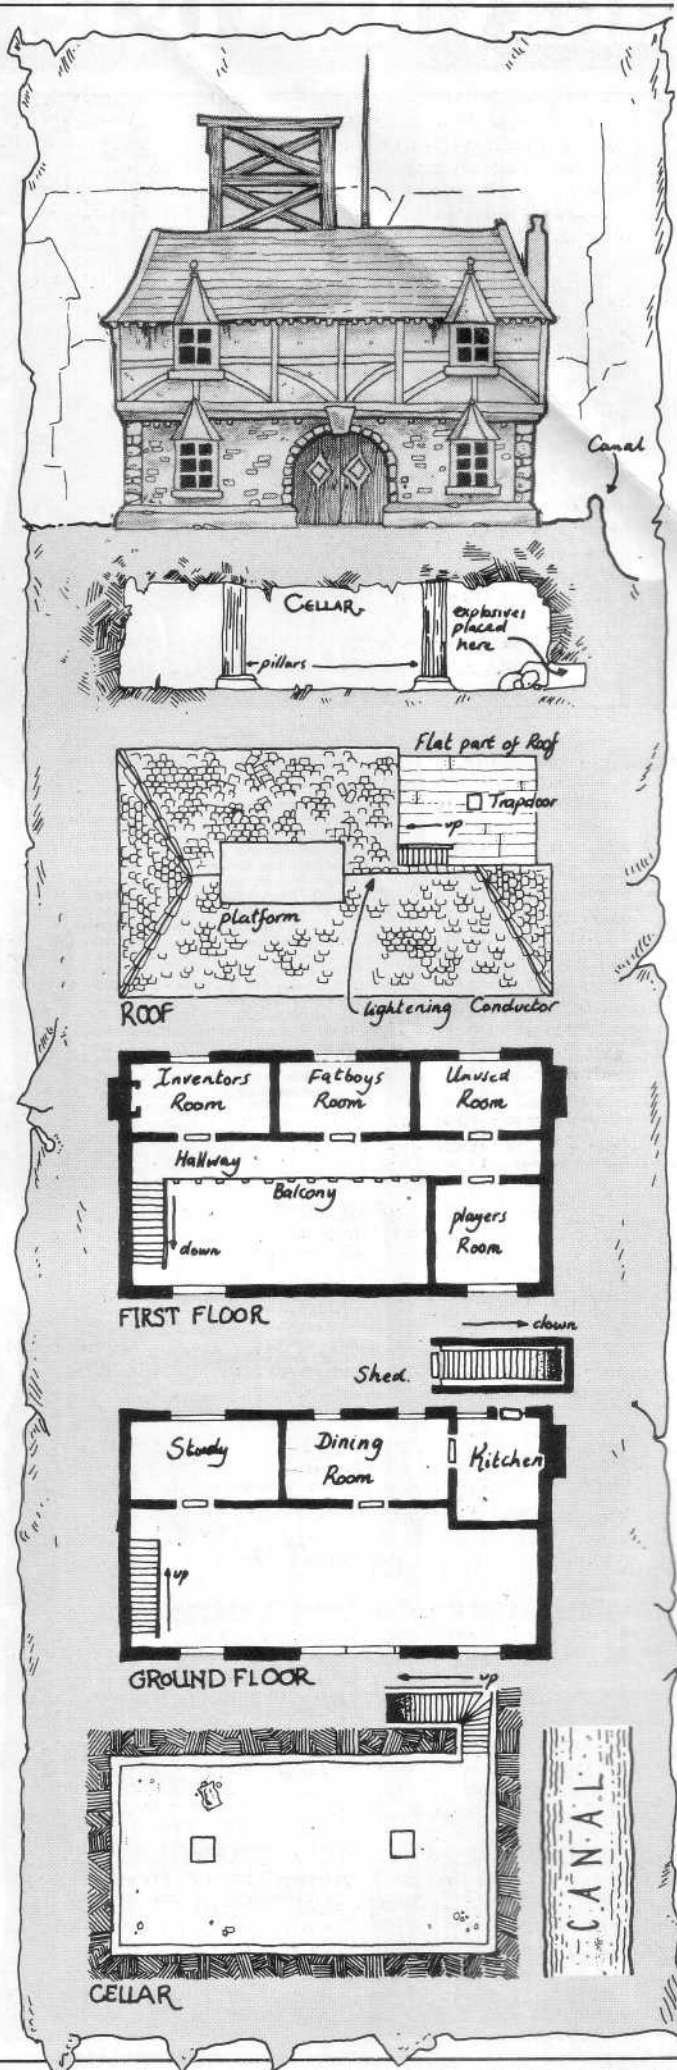 Canal
CELLAR
explosives
placed
here
pillars
Flat part of Roof
Trapdoor
up
platform
ROOF
lightening Conductor
Inventors
Room
Fatboys
Room
Unused
Room
Hallway
Balcony
down
players
Room
FIRST FLOOR
down
Shed.
Study
Dining
Room
Kitchen
up
GROUND FLOOR
up
CANAL
CELLAR